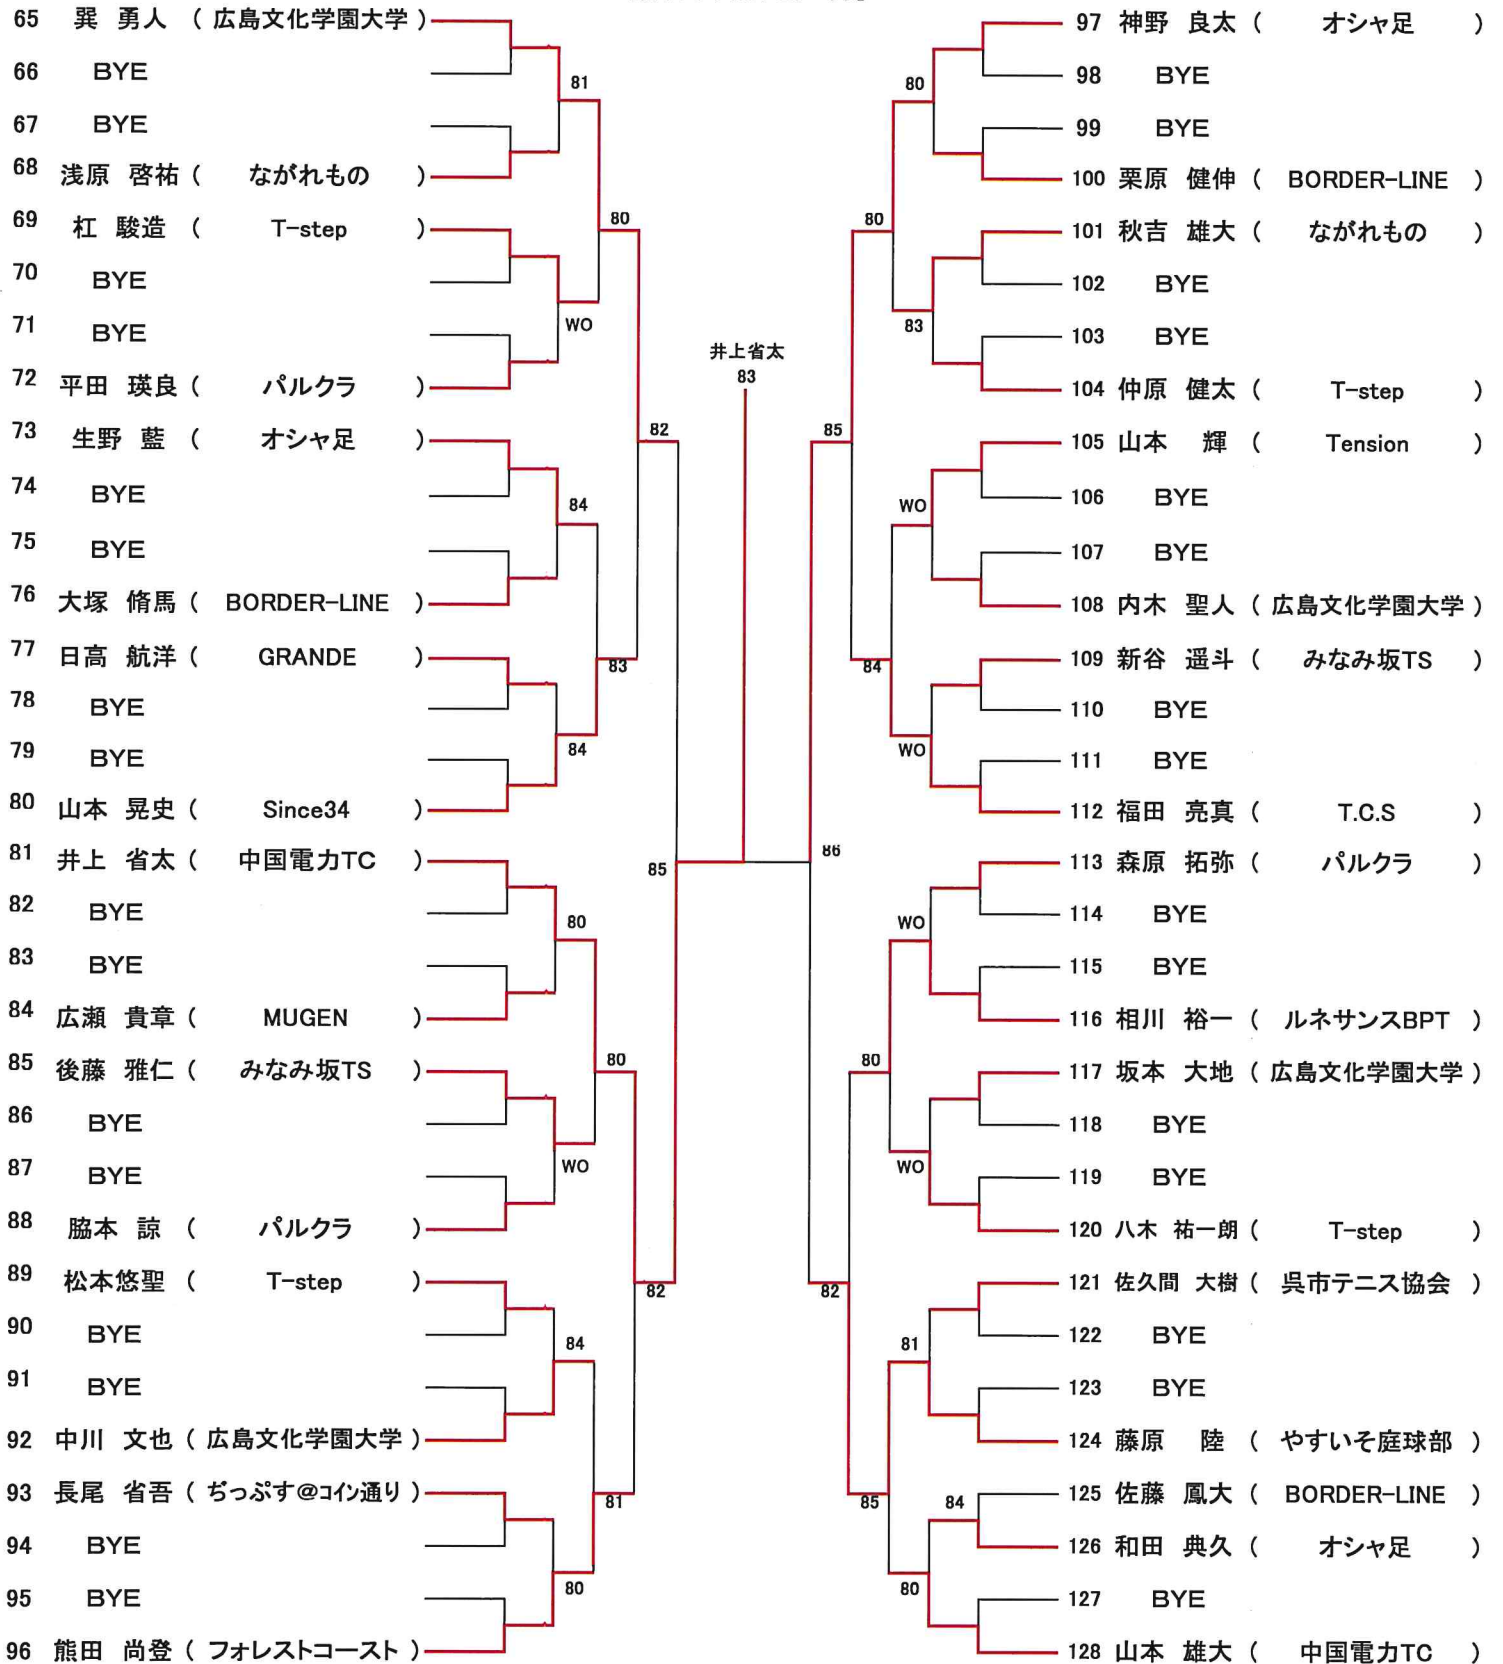 65 巽 勇人 ( 広島文化学園大学 )
66 BYE
67 BYE
68 浅原 啓祐 ( ながれもの )
69 杠 駿造 ( T-step )
70 BYE
71 BYE
72 平田 瑛良 ( パルクラ )
73 生野 藍 ( オシャ足 )
74 BYE
75 BYE
76 大塚 脩馬 ( BORDER-LINE )
77 日高 航洋 ( GRANDE )
78 BYE
79 BYE
80 山本 晃史 ( Since34 )
81 井上 省太 ( 中国電力TC )
82 BYE
83 BYE
84 広瀬 貴章 ( MUGEN )
85 後藤 雅仁 ( みなみ坂TS )
86 BYE
87 BYE
88 脇本 諒 ( パルクラ )
89 松本悠聖 ( T-step )
90 BYE
91 BYE
92 中川 文也 ( 広島文化学園大学 )
93 長尾 省吾 ( ぢっぷす@コイン通り )
94 BYE
95 BYE
96 熊田 尚登 ( フォレストコースト )
81
WO
84
84
80
WO
84
80
80
83
80
81
82
82
85
井上省太
83
86
85
82
80
84
80
85
80
83
WO
WO
WO
WO
81
80
84
97 神野 良太 ( オシャ足 )
98 BYE
99 BYE
100 栗原 健伸 ( BORDER-LINE )
101 秋吉 雄大 ( ながれもの )
102 BYE
103 BYE
104 仲原 健太 ( T-step )
105 山本 輝 ( Tension )
106 BYE
107 BYE
108 内木 聖人 ( 広島文化学園大学 )
109 新谷 遥斗 ( みなみ坂TS )
110 BYE
111 BYE
112 福田 亮真 ( T.C.S )
113 森原 拓弥 ( パルクラ )
114 BYE
115 BYE
116 相川 裕一 ( ルネサンスBPT )
117 坂本 大地 ( 広島文化学園大学 )
118 BYE
119 BYE
120 八木 祐一朗 ( T-step )
121 佐久間 大樹 ( 呉市テニス協会 )
122 BYE
123 BYE
124 藤原 陸 ( やすいそ庭球部 )
125 佐藤 鳳大 ( BORDER-LINE )
126 和田 典久 ( オシャ足 )
127 BYE
128 山本 雄大 ( 中国電力TC )